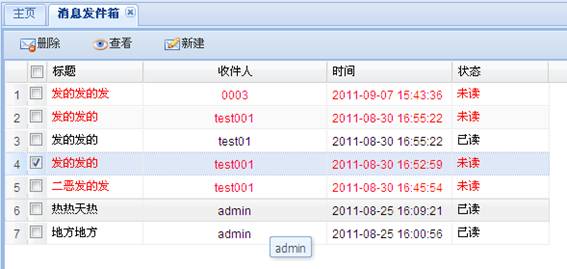 主页 消息发件箱
删除 查看 新建
标题 收件人 时间 状态
1 发的发的发 0003 2011-09-07 15:43:36 未读
2 发的发的 test001 2011-08-30 16:55:22 未读
3 发的发的 test01 2011-08-30 16:55:22 已读
4 发的发的 test001 2011-08-30 16:52:59 未读
5 二恶发的发 test001 2011-08-30 16:45:54 未读
6 热热天热 admin 2011-08-25 16:09:21 已读
7 地方地方 admin 2011-08-25 16:00:56 已读
admin